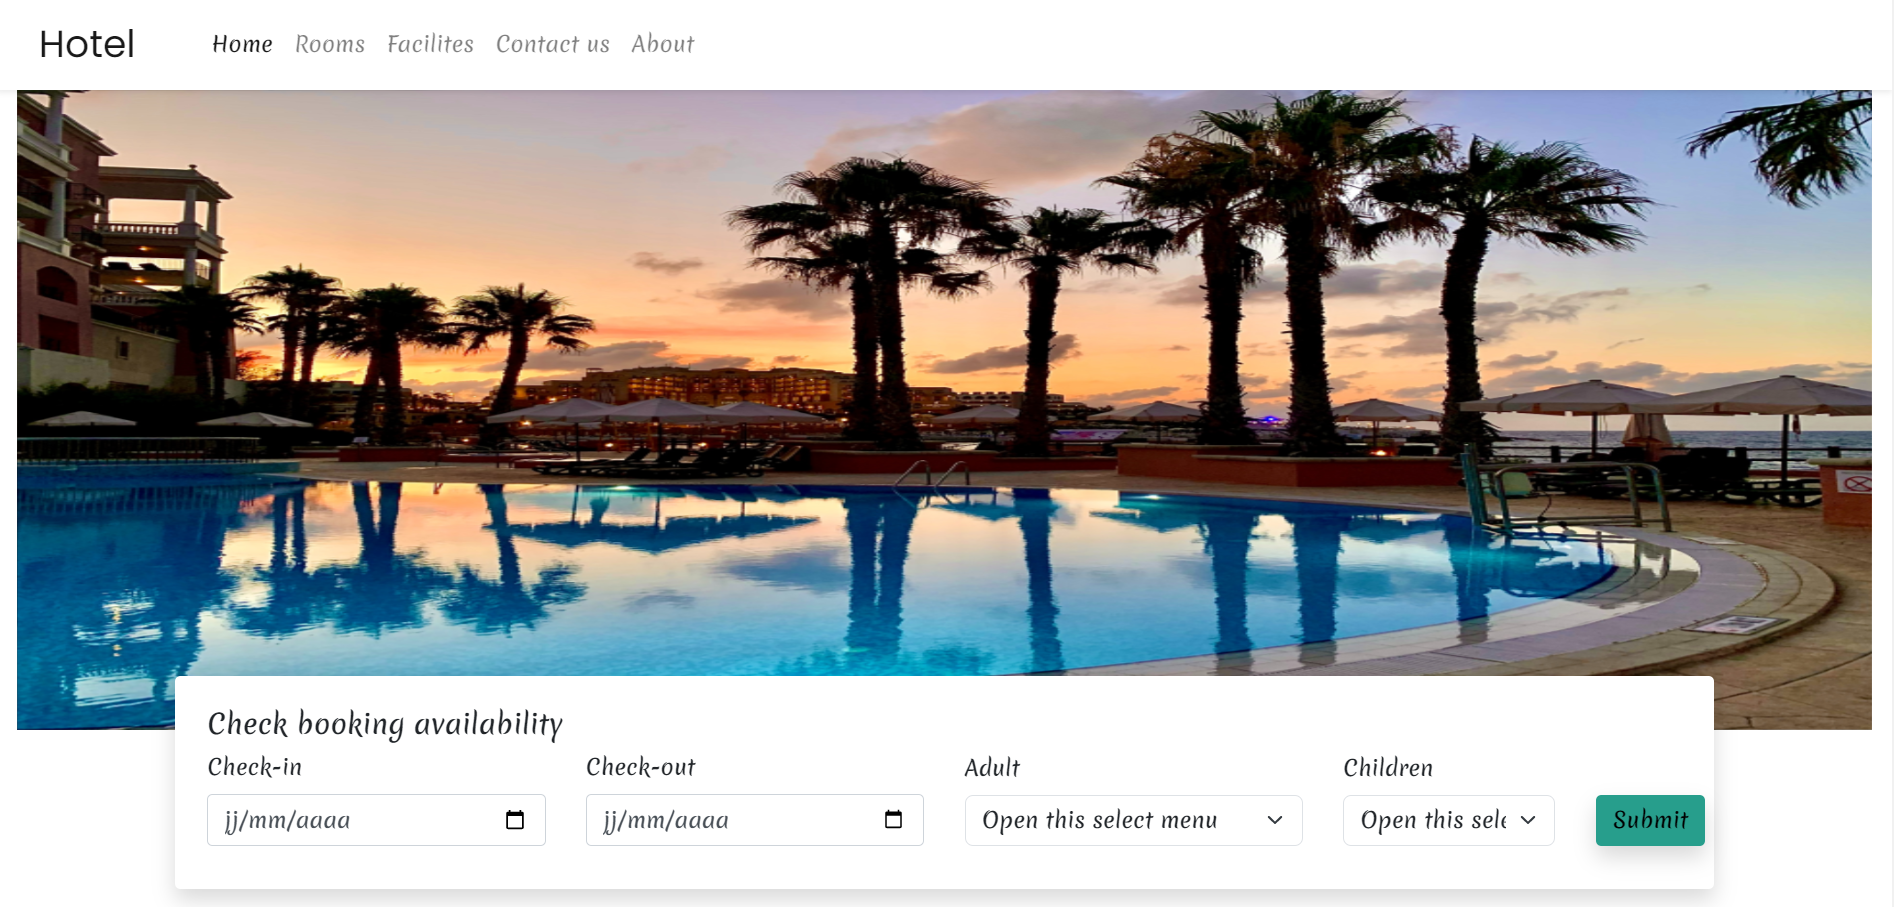 Hotel
Home Rooms Facilites Contact us About
Check booking availability
Check-in Check-out Adult Children
jj/mm/aaaa jj/mm/aaaa Open this select menu Open this sele Submit